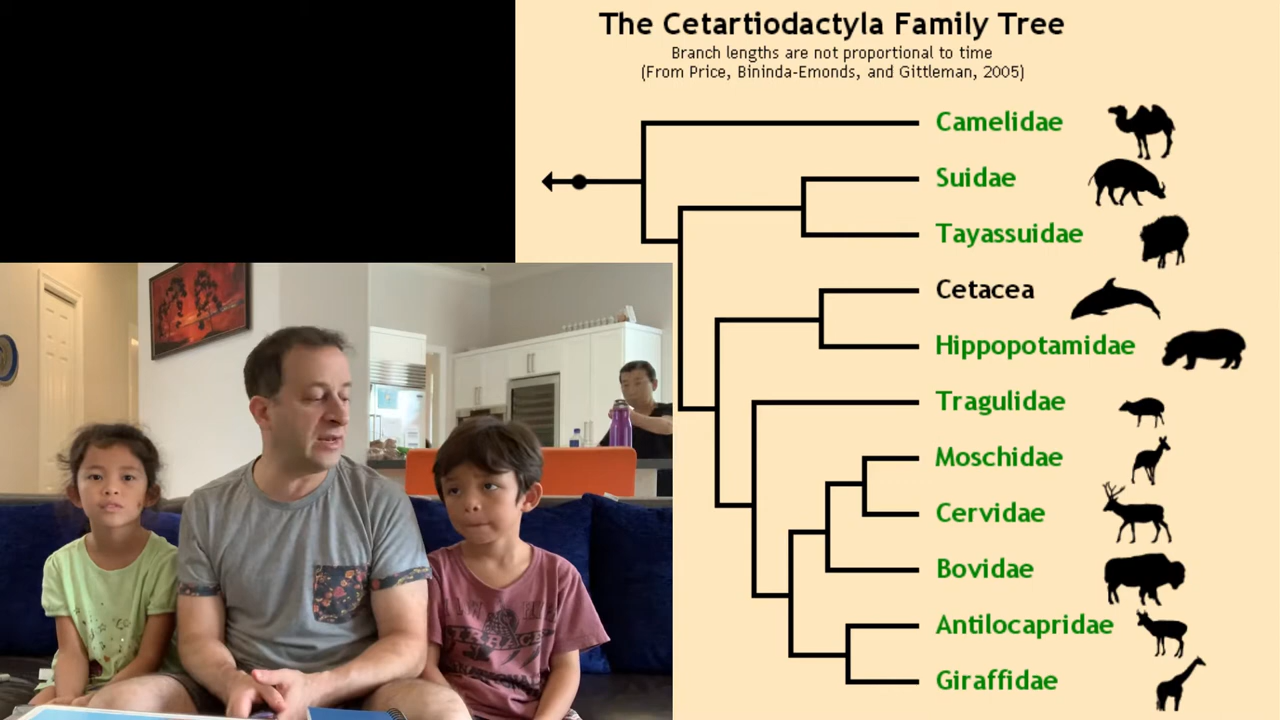 The Cetartiodactyla Family Tree
Branch lengths are not proportional to time
(From Price, Bininda-Emonds, and Gittleman, 2005)
Camelidae
Suidae
Tayassuidae
Cetacea
Hippopotamidae
Tragulidae
Moschidae
Cervidae
Bovidae
Antilocapridae
Giraffidae